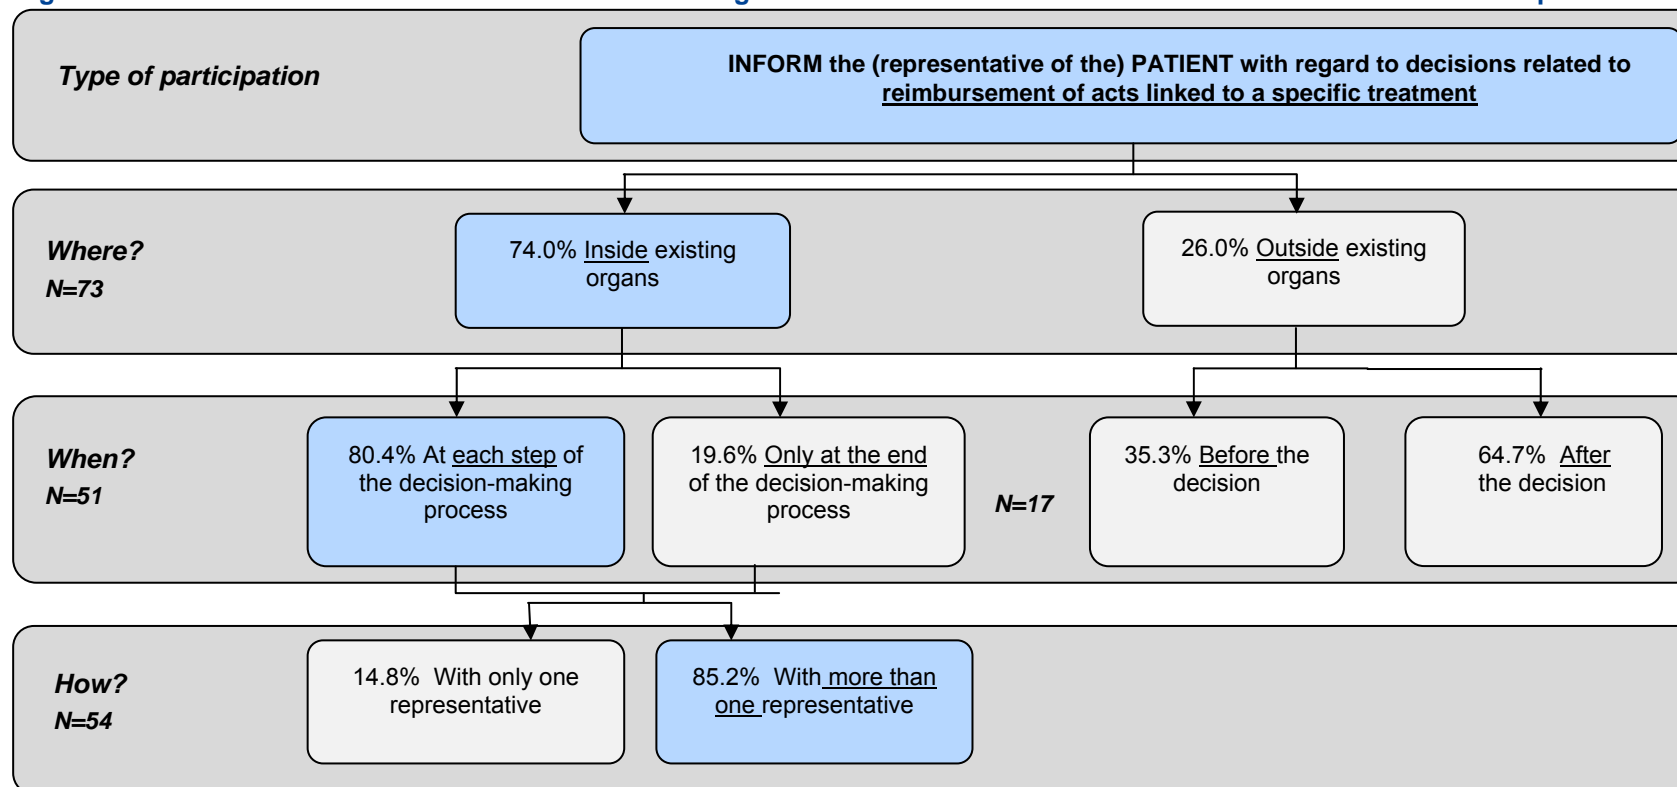 Type of participation
INFORM the (representative of the) PATIENT with regard to decisions related to
reimbursement of acts linked to a specific treatment
Where?
N=73
74.0% Inside existing
organs
26.0% Outside existing
organs
When?
N=51
80.4% At each step of
the decision-making
process
19.6% Only at the end
of the decision-making
process
N=17
35.3% Before the
decision
64.7% After
the decision
How?
N=54
14.8% With only one
representative
85.2% With more than
one representative